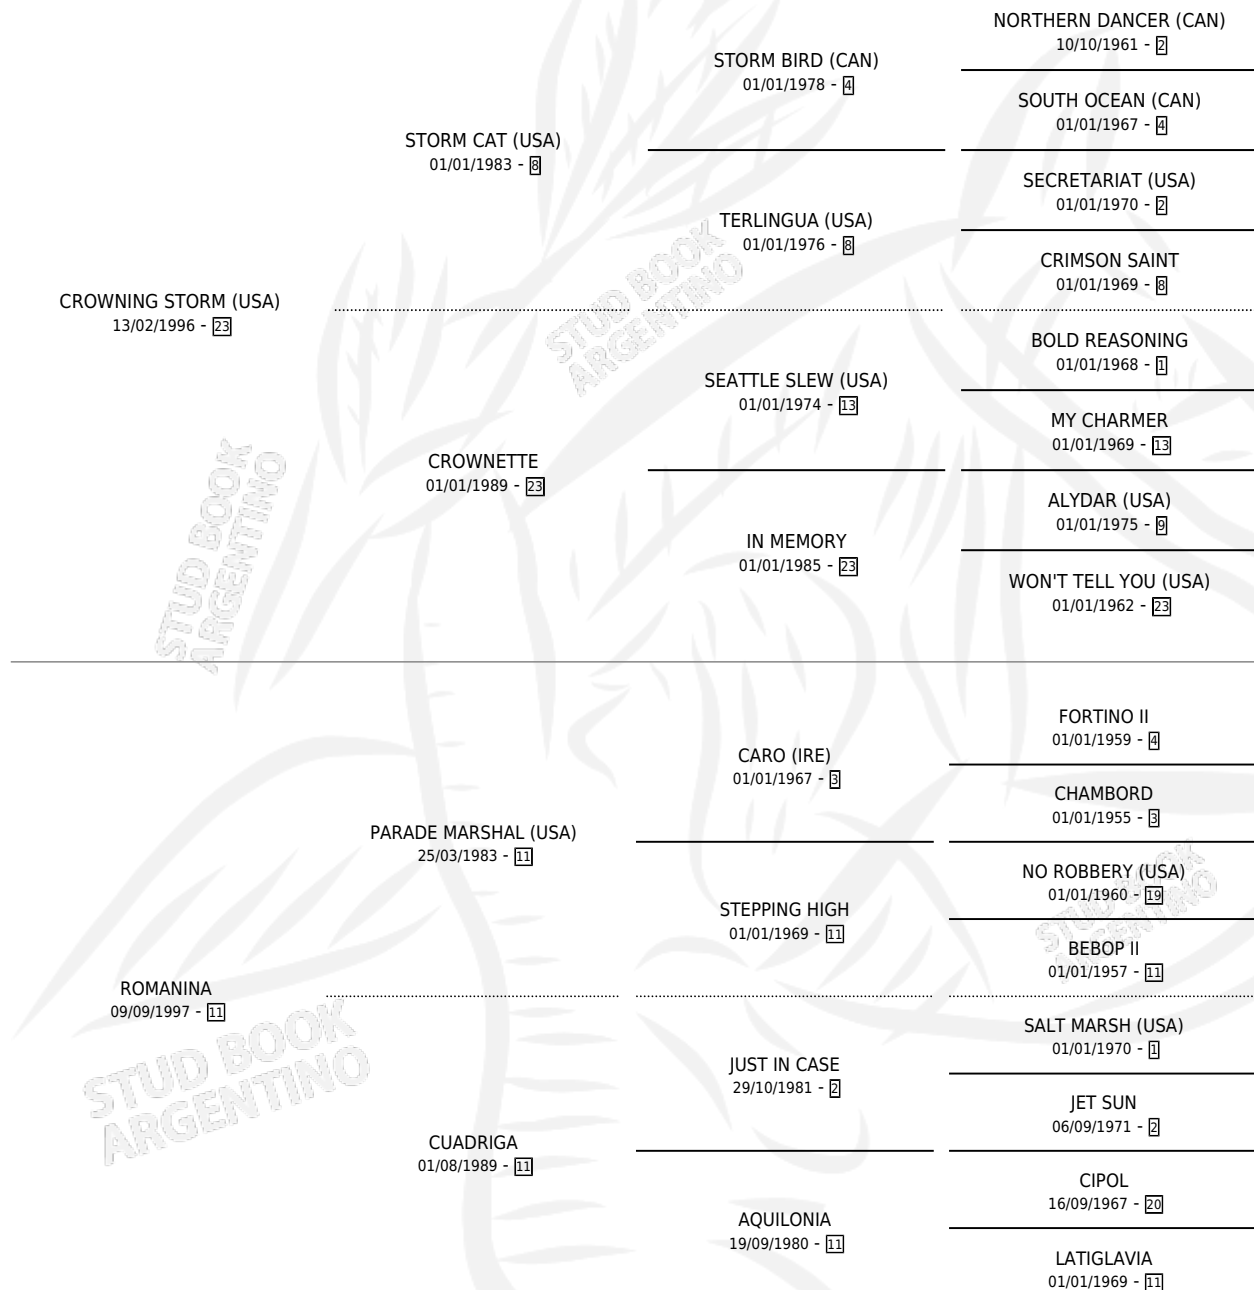 NORTHERN DANCER (CAN)
10/10/1961 - 2
STORM BIRD (CAN)
01/01/1978 - 4
SOUTH OCEAN (CAN)
01/01/1967 - 4
STORM CAT (USA)
01/01/1983 - 8
SECRETARIAT (USA)
01/01/1970 - 2
TERLINGUA (USA)
01/01/1976 - 8
CRIMSON SAINT
01/01/1969 - 8
CROWNING STORM (USA)
13/02/1996 - 23
BOLD REASONING
01/01/1968 - 1
SEATTLE SLEW (USA)
01/01/1974 - 13
MY CHARMER
01/01/1969 - 13
CROWNETTE
01/01/1989 - 23
ALYDAR (USA)
01/01/1975 - 9
IN MEMORY
01/01/1985 - 23
WON'T TELL YOU (USA)
01/01/1962 - 23
FORTINO II
01/01/1959 - 4
CARO (IRE)
01/01/1967 - 3
CHAMBORD
01/01/1955 - 3
PARADE MARSHAL (USA)
25/03/1983 - 11
NO ROBBERY (USA)
01/01/1960 - 19
STEPPING HIGH
01/01/1969 - 11
BEBOP II
01/01/1957 - 11
ROMANINA
09/09/1997 - 11
SALT MARSH (USA)
01/01/1970 - 1
JUST IN CASE
29/10/1981 - 2
JET SUN
06/09/1971 - 2
CUADRIGA
01/08/1989 - 11
CIPOL
16/09/1967 - 20
AQUILONIA
19/09/1980 - 11
LATIGLAVIA
01/01/1969 - 11
STUD BOOK
ARGENTINO
STUD BOOK
ARGENTINO
STUD BOOK
ARGENTINO
STUD BOOK
ARGENTINO